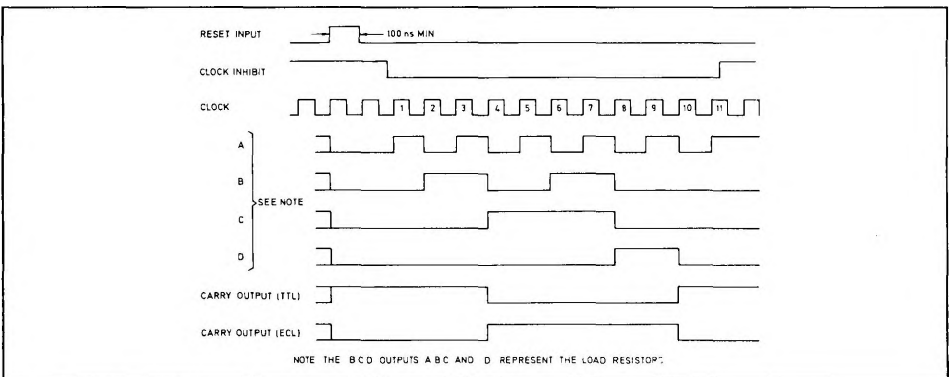 RESET INPUT
100 ns MIN
CLOCK INHIBIT
CLOCK
1 2 3 4 5 6 7 8 9 10 11
A
B
SEE NOTE
C
D
CARRY OUTPUT (TTL)
CARRY OUTPUT (ECL)
NOTE THE B C D OUTPUTS A B C AND D REPRESENT THE LOAD